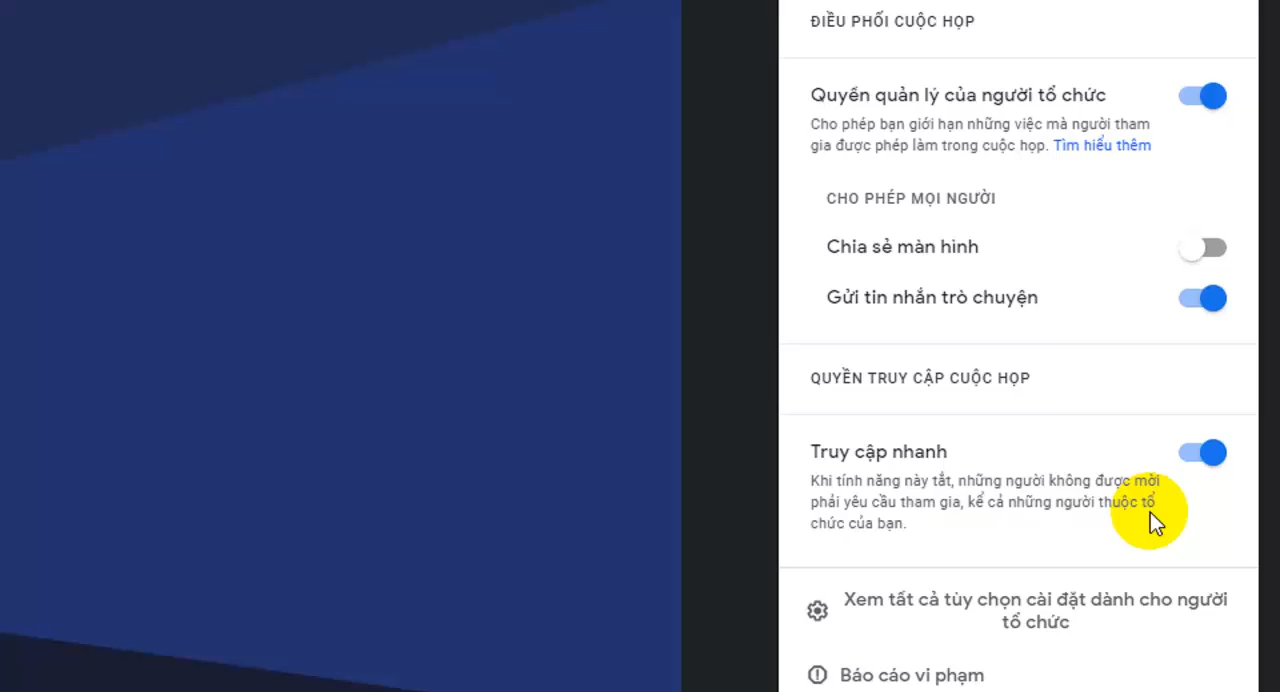 ĐIỀU PHỐI CUỘC HỌP
Quyền quản lý của người tổ chức
Cho phép bạn giới hạn những việc mà người tham
gia được phép làm trong cuộc họp. Tìm hiểu thêm
CHO PHÉP MỌI NGƯỜI
Chia sẻ màn hình
Gửi tin nhắn trò chuyện
QUYỀN TRUY CẬP CUỘC HỌP
Truy cập nhanh
Khi tính năng này tắt, những người không được mời
phải yêu cầu tham gia, kể cả những người thuộc tổ
chức của bạn.
Xem tất cả tùy chọn cài đặt dành cho người
tổ chức
Báo cáo vi phạm